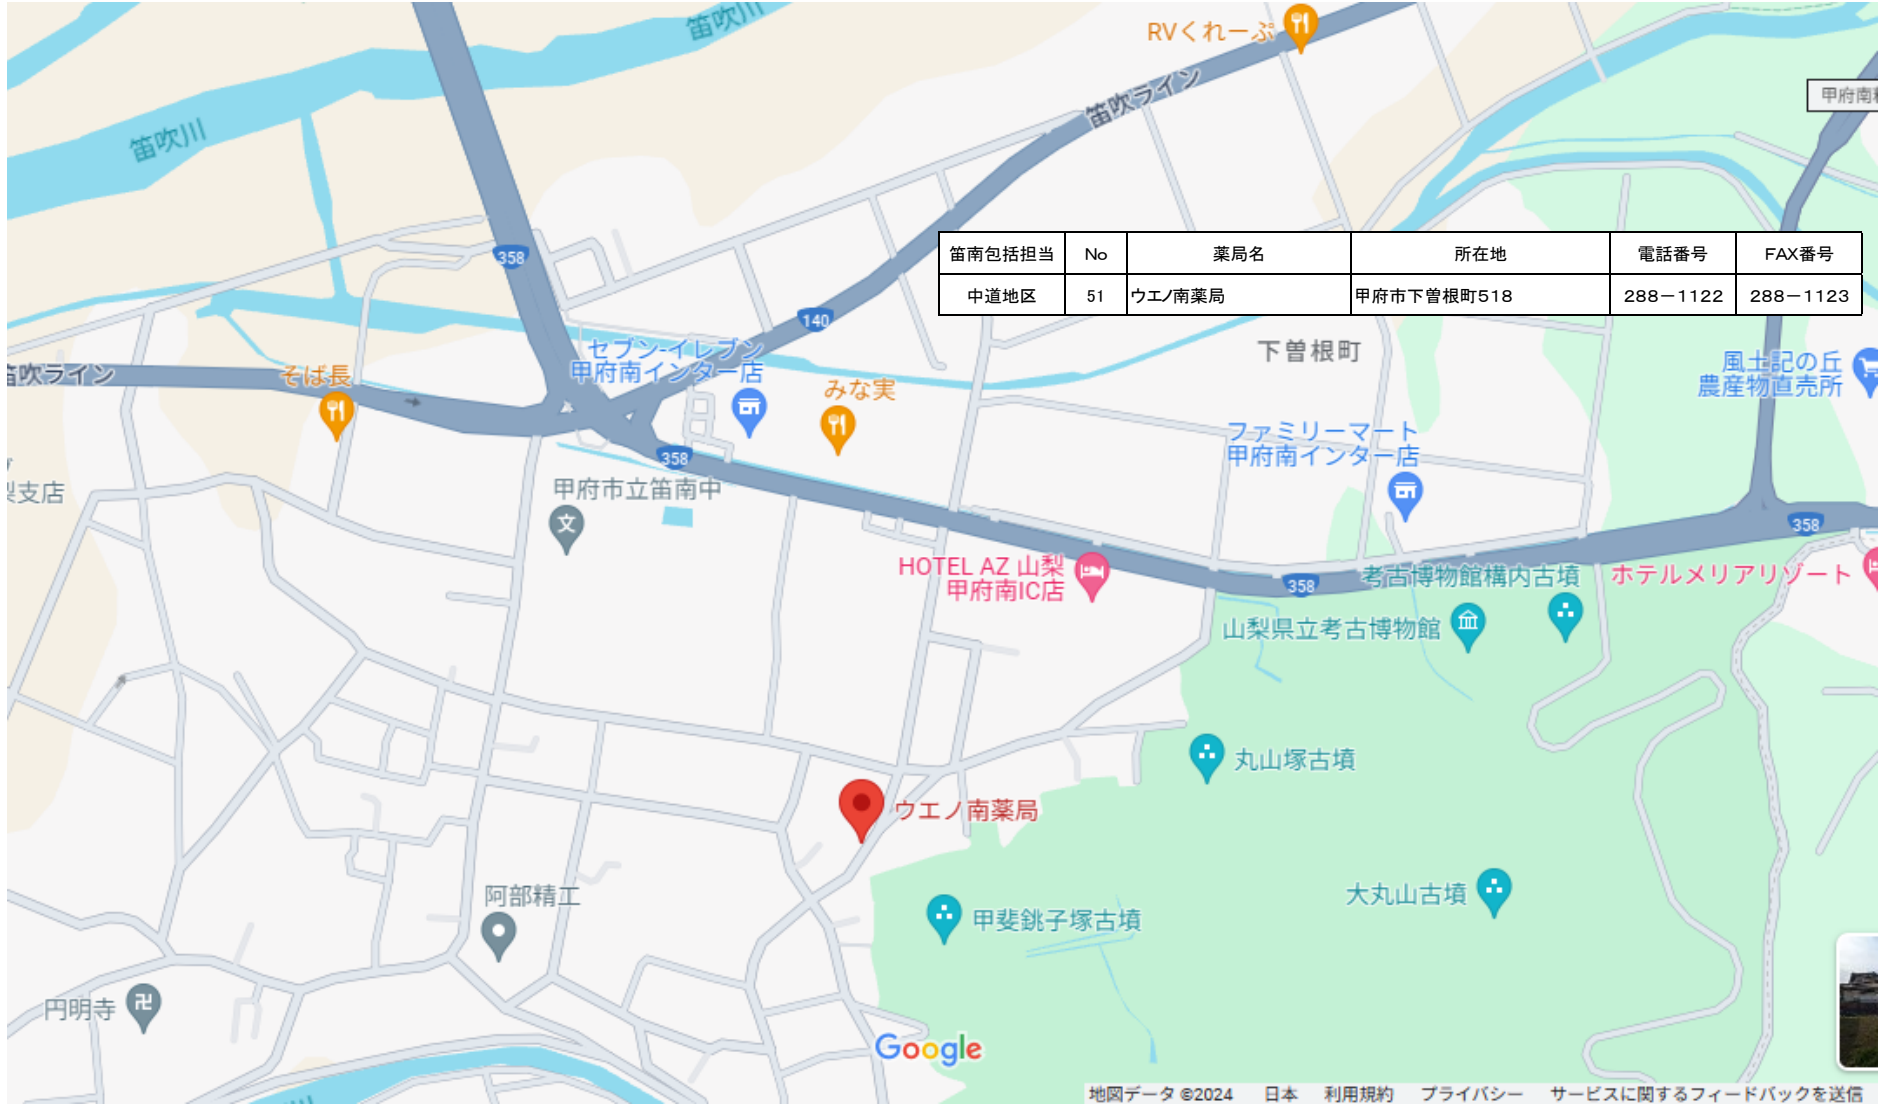 笛吹川
RVくれーぷ
笛吹ライン
甲府南
笛吹川
358
笛南包括担当 No 薬局名 所在地 電話番号 FAX番号
中道地区 51 ウエノ南薬局 甲府市下曽根町518 288－1122 288－1123
140
セブン-イレブン
甲府南インター店
下曽根町
風土記の丘
農産物直売所
笛吹ライン
そば長
みな実
ファミリーマート
甲府南インター店
358
甲府市立笛南中
梨支店
文
358
HOTEL AZ 山梨
甲府南IC店
358
考古博物館構内古墳
ホテルメリアリゾート
山梨県立考古博物館
丸山塚古墳
ウエノ南薬局
阿部精工
大丸山古墳
甲斐銚子塚古墳
円明寺
卍
Google
地図データ ©2024 日本 利用規約 プライバシー サービスに関するフィードバックを送信